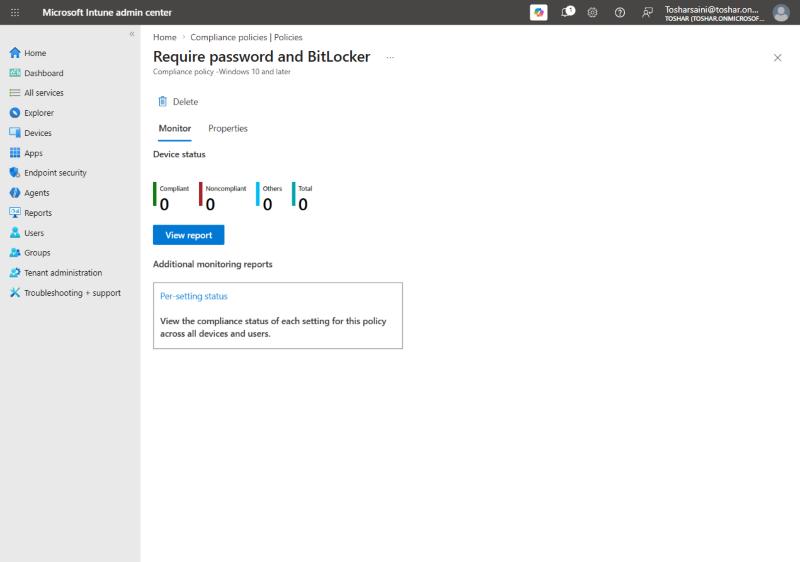 Microsoft Intune admin center
1
Tosharsaini@toshar.on...
TOSHAR (TOSHAR.ONMICROSOF...
«
Home
Dashboard
All services
Explorer
Devices
Apps
Endpoint security
Agents
Reports
Users
Groups
Tenant administration
Troubleshooting + support
Home > Compliance policies | Policies
Require password and BitLocker ...
Compliance policy -Windows 10 and later
Delete
Monitor Properties
Device status
Compliant Noncompliant Others Total
0 0 0 0
View report
Additional monitoring reports
Per-setting status
View the compliance status of each setting for this policy
across all devices and users.